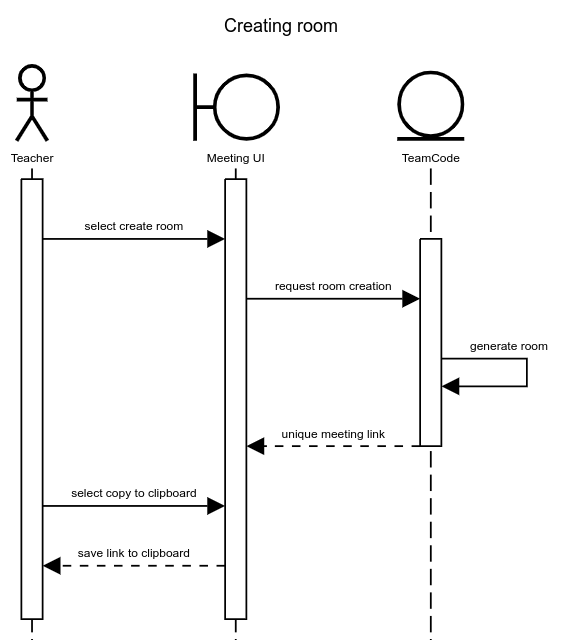 Creating room
Teacher
Meeting UI
TeamCode
select create room
request room creation
generate room
unique meeting link
select copy to clipboard
save link to clipboard